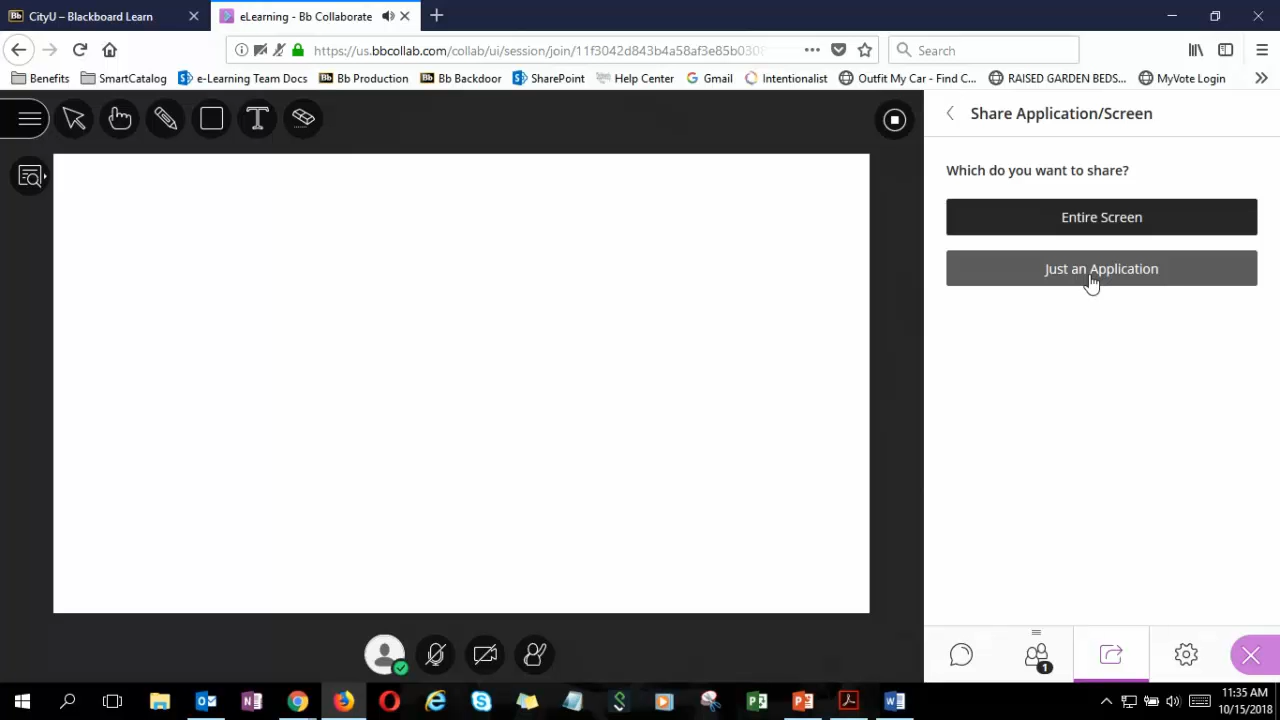 CityU – Blackboard Learn
eLearning - Bb Collaborate
https://us.bbcollab.com/collab/ui/session/join/11f3042d843b4a58af3e85b030
Search
Benefits
SmartCatalog
e-Learning Team Docs
Bb Production
Bb Backdoor
SharePoint
Help Center
Gmail
Intentionalist
Outfit My Car - Find C...
RAISED GARDEN BEDS...
MyVote Login
Share Application/Screen
Which do you want to share?
Entire Screen
Just an Application
1
11:35 AM
10/15/2018